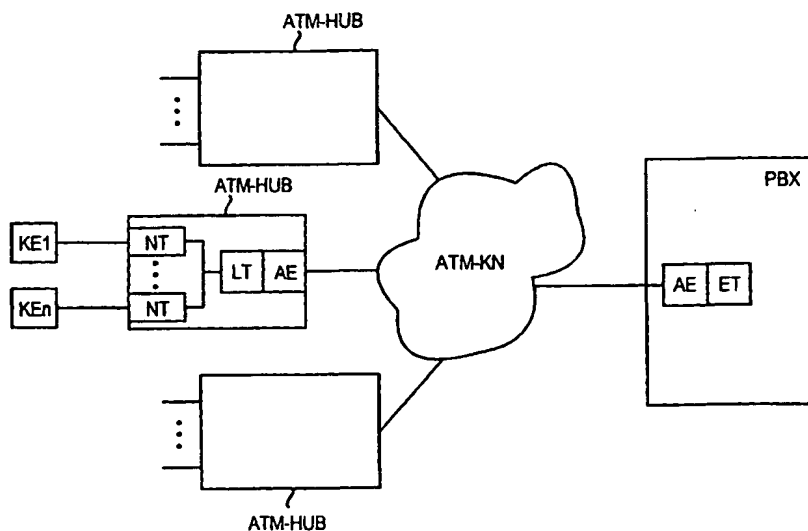 ATM-HUB
ATM-HUB
PBX
KE1
NT
LT
AE
ATM-KN
AE
ET
KEn
NT
ATM-HUB